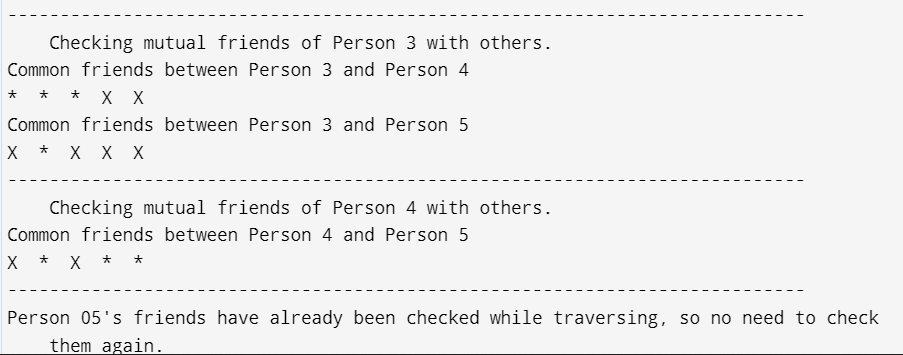 ----------------------------------------------------------------------------
Checking mutual friends of Person 3 with others.
Common friends between Person 3 and Person 4
* * * X X
Common friends between Person 3 and Person 5
X * X X X
----------------------------------------------------------------------------
Checking mutual friends of Person 4 with others.
Common friends between Person 4 and Person 5
X * X * *
----------------------------------------------------------------------------
Person 05's friends have already been checked while traversing, so no need to check
them again.